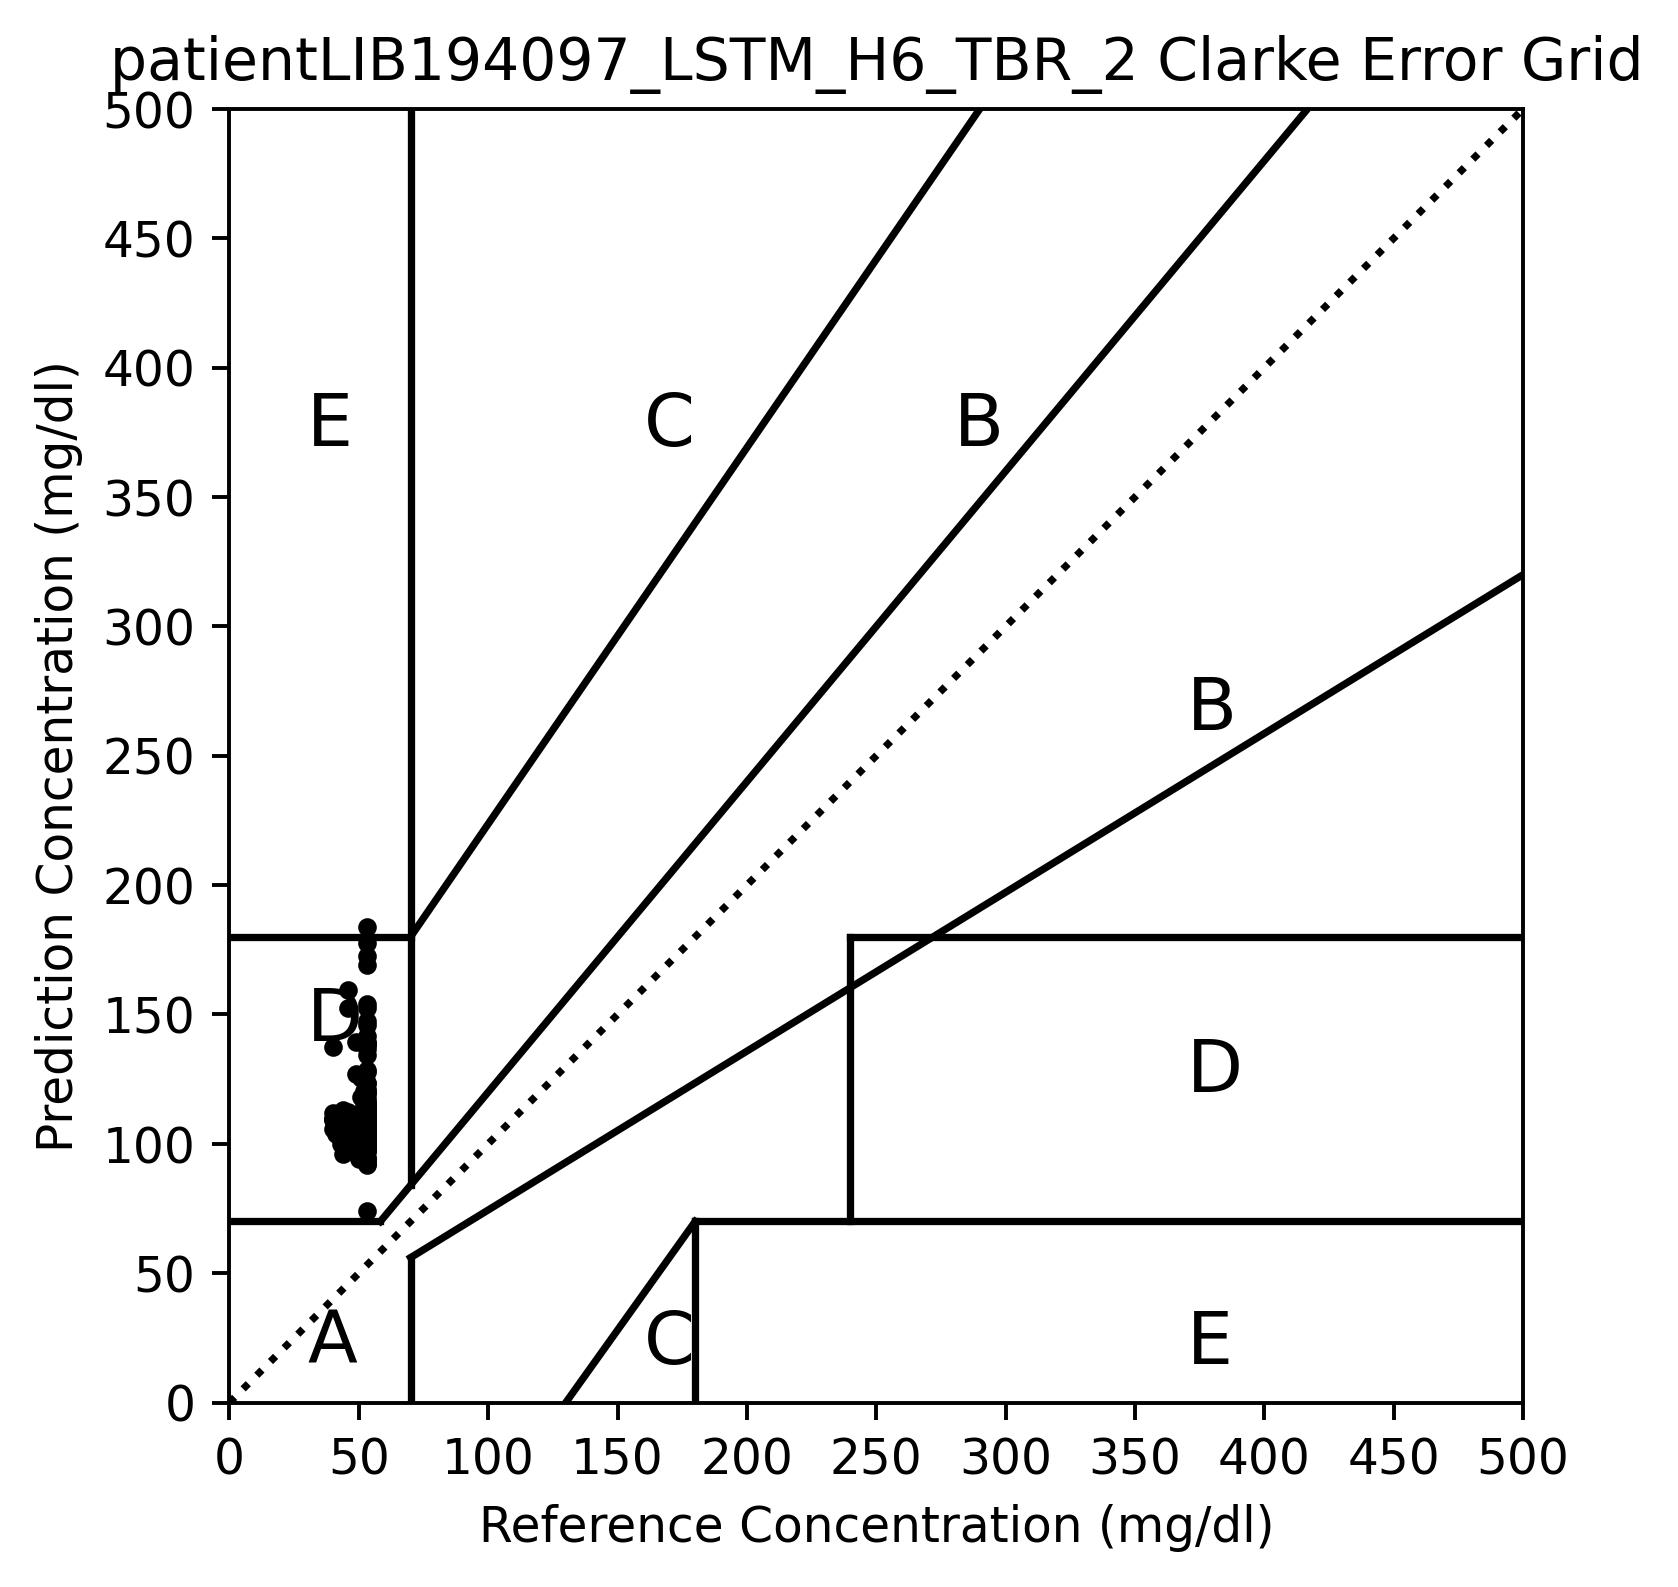 patientLIB194097_LSTM_H6_TBR_2 Clarke Error Grid
500
450
400
350
300
250
200
150
100
50
0
Prediction Concentration (mg/dl)
E
C
B
B
D
D
A
C
E
0 50 100 150 200 250 300 350 400 450 500
Reference Concentration (mg/dl)